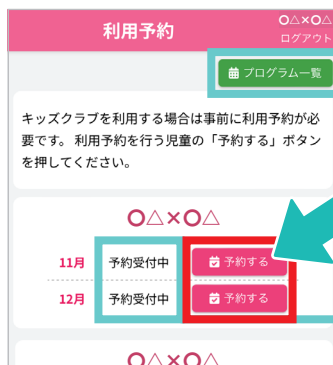 利用予約
〇△×〇△
ログアウト
プログラム一覧
キッズクラブを利用する場合は事前に利用予約が必
要です。 利用予約を行う児童の「予約する」ボタン
を押してください。
〇△×〇△
11月 予約受付中 予約する
12月 予約受付中 予約する
〇△×〇△